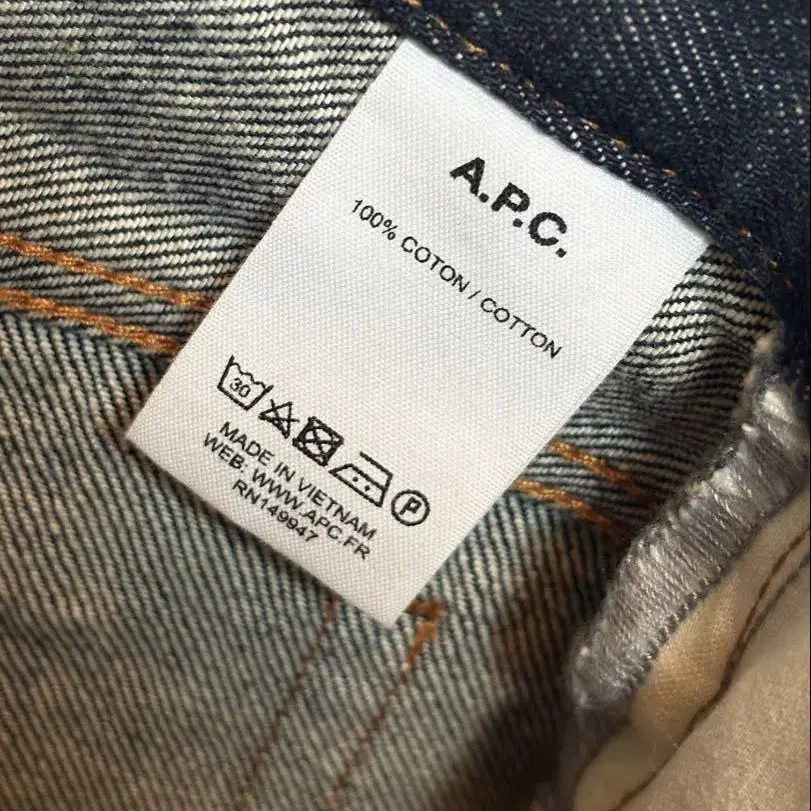 A.P.C.
100% COTON / COTTON
30
P
MADE IN VIETNAM
WEB: WWW.APC.FR
RN149947